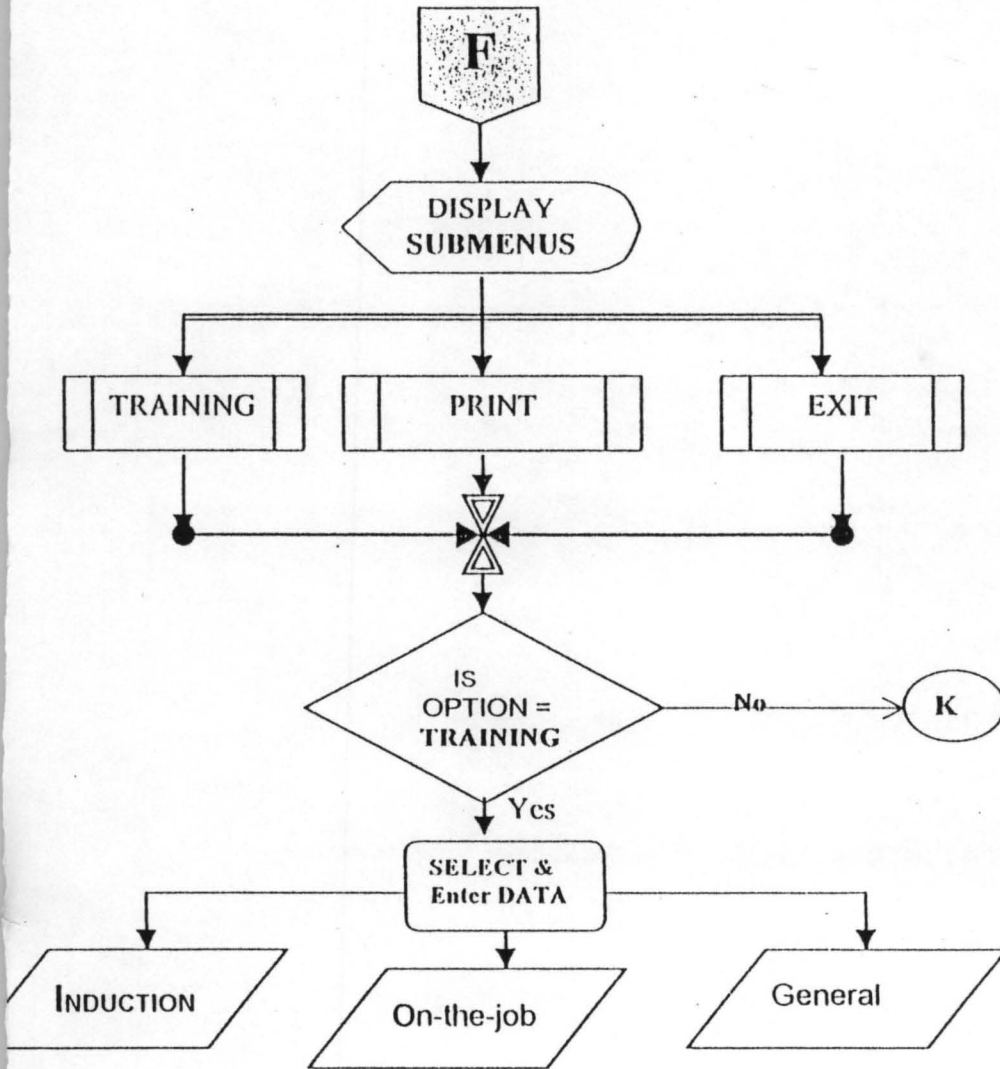 F
DISPLAY
SUBMENUS
TRAINING
PRINT
EXIT
IS
OPTION =
TRAINING
No
K
Yes
SELECT &
Enter DATA
INDUCTION
On-the-job
General